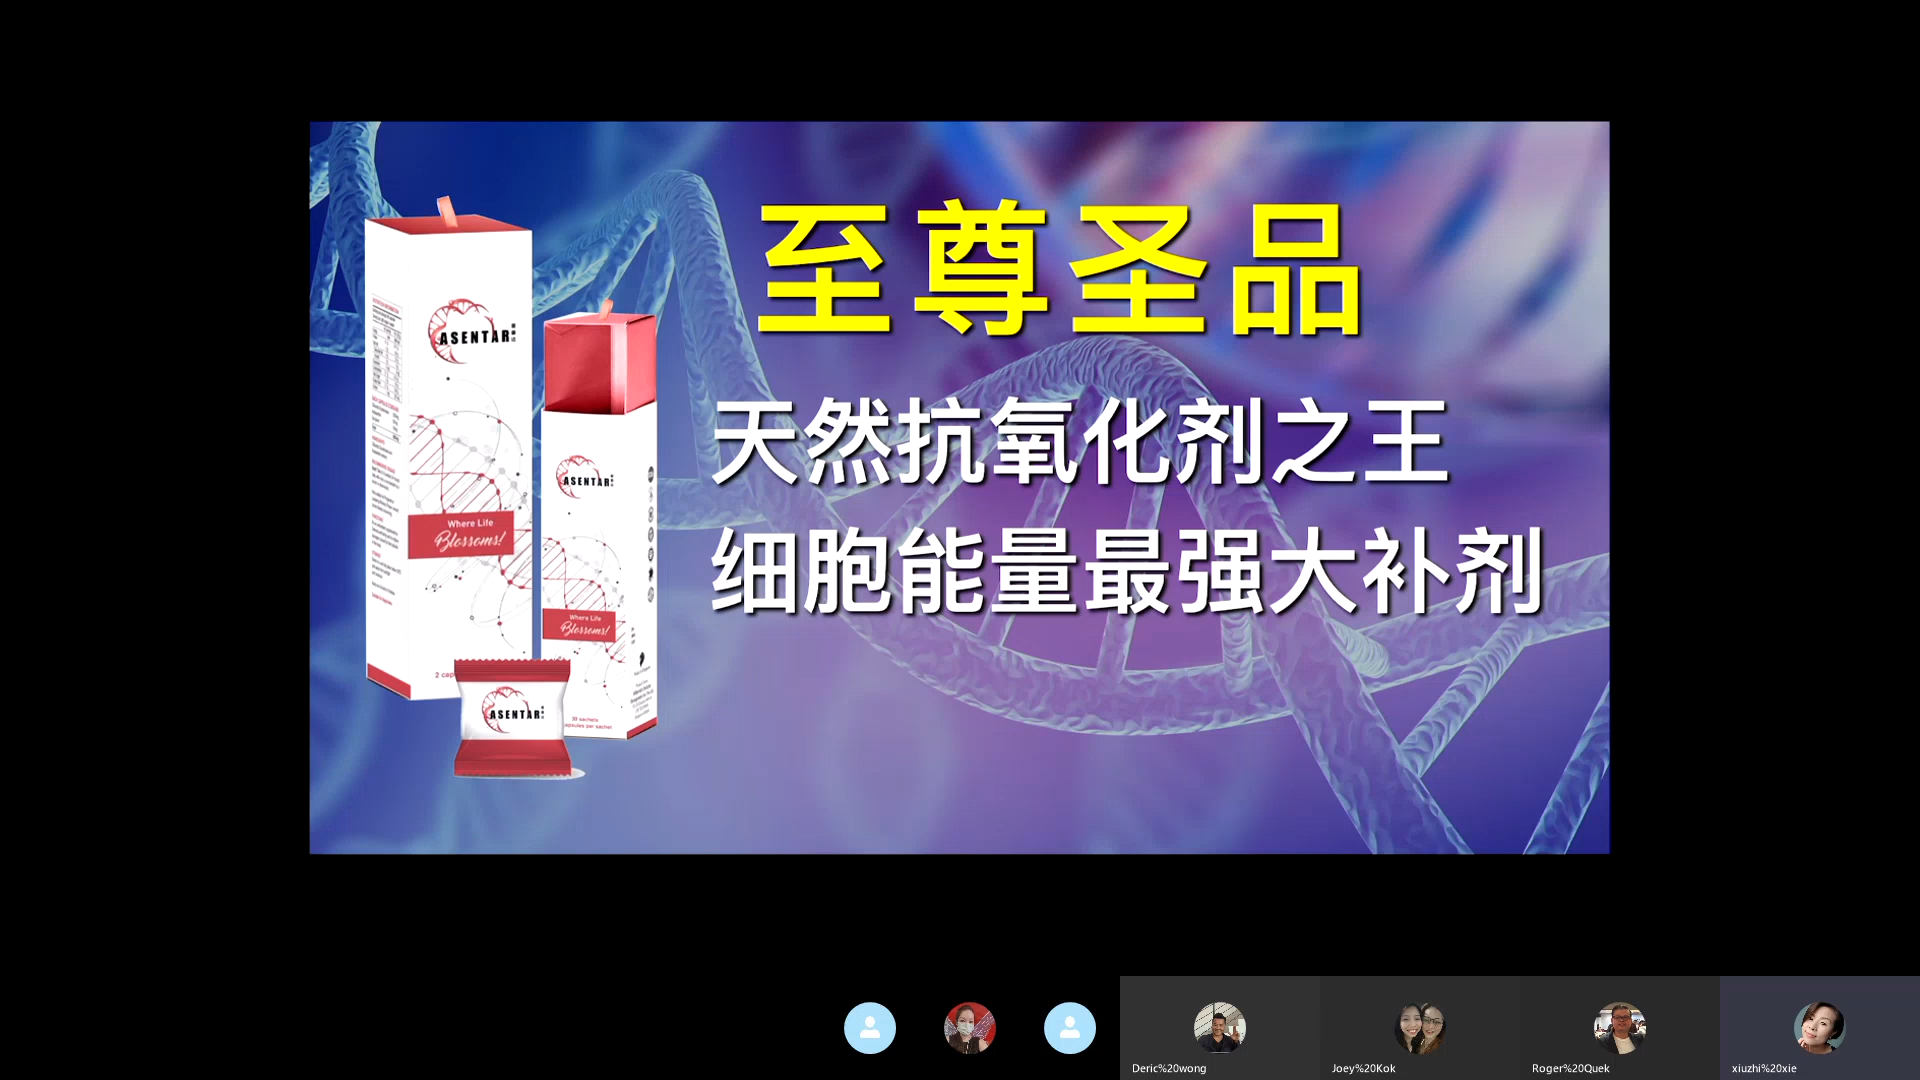 至尊圣品
天然抗氧化剂之王
细胞能量最强大补剂
ASENTAR
Where Life
Blossoms!
ASENTAR
Where Life
Blossoms!
30 sachets
ASENTAR
Deric%20wong
Joey%20Kok
Roger%20Quek
xiuzhi%20xie